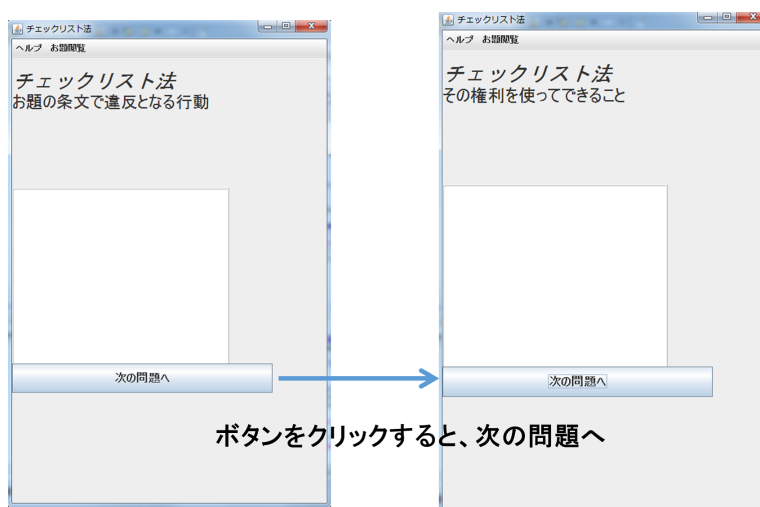 チェックリスト法
ヘルプ お題閲覧
チェックリスト法
お題の条文で違反となる行動
次の問題へ
チェックリスト法
ヘルプ お題閲覧
チェックリスト法
その権利を使ってできること
次の問題へ
ボタンをクリックすると、次の問題へ